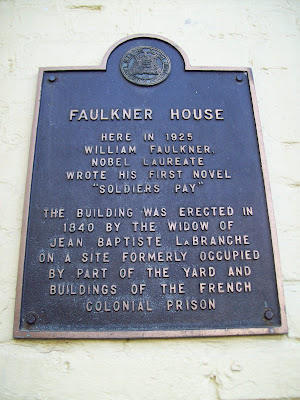 FAULKNER HOUSE
HERE IN 1925
WILLIAM FAULKNER,
NOBEL LAUREATE
WROTE HIS FIRST NOVEL
"SOLDIERS PAY"
THE BUILDING WAS ERECTED IN
1840 BY THE WIDOW OF
JEAN BAPTISTE LABRANCHE
ON A SITE FORMERLY OCCUPIED
BY PART OF THE YARD AND
BUILDINGS OF THE FRENCH
COLONIAL PRISON